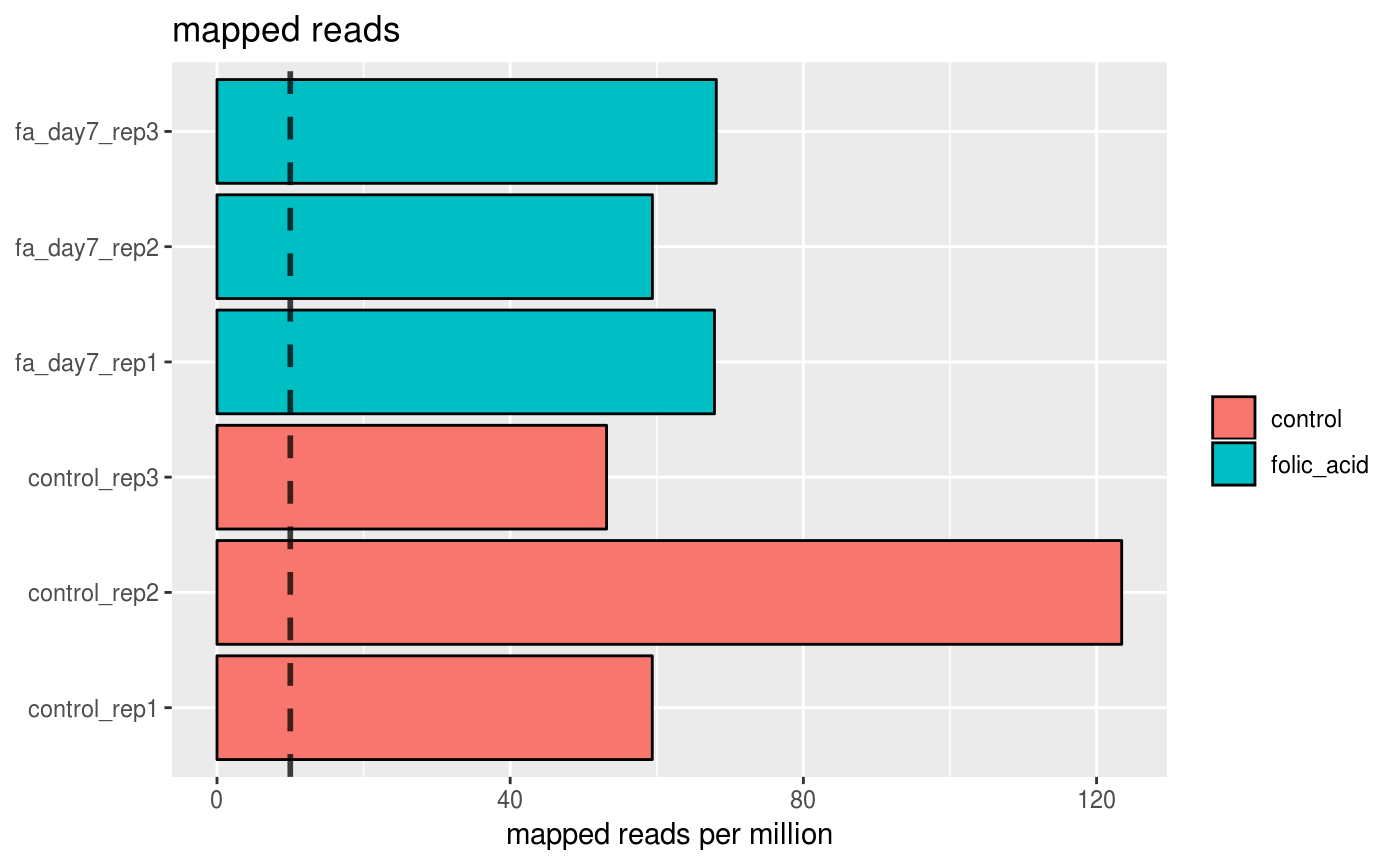 mapped reads
fa_day7_rep3
fa_day7_rep2
fa_day7_rep1
control_rep3
control_rep2
control_rep1
0 40 80 120
mapped reads per million
control
folic_acid